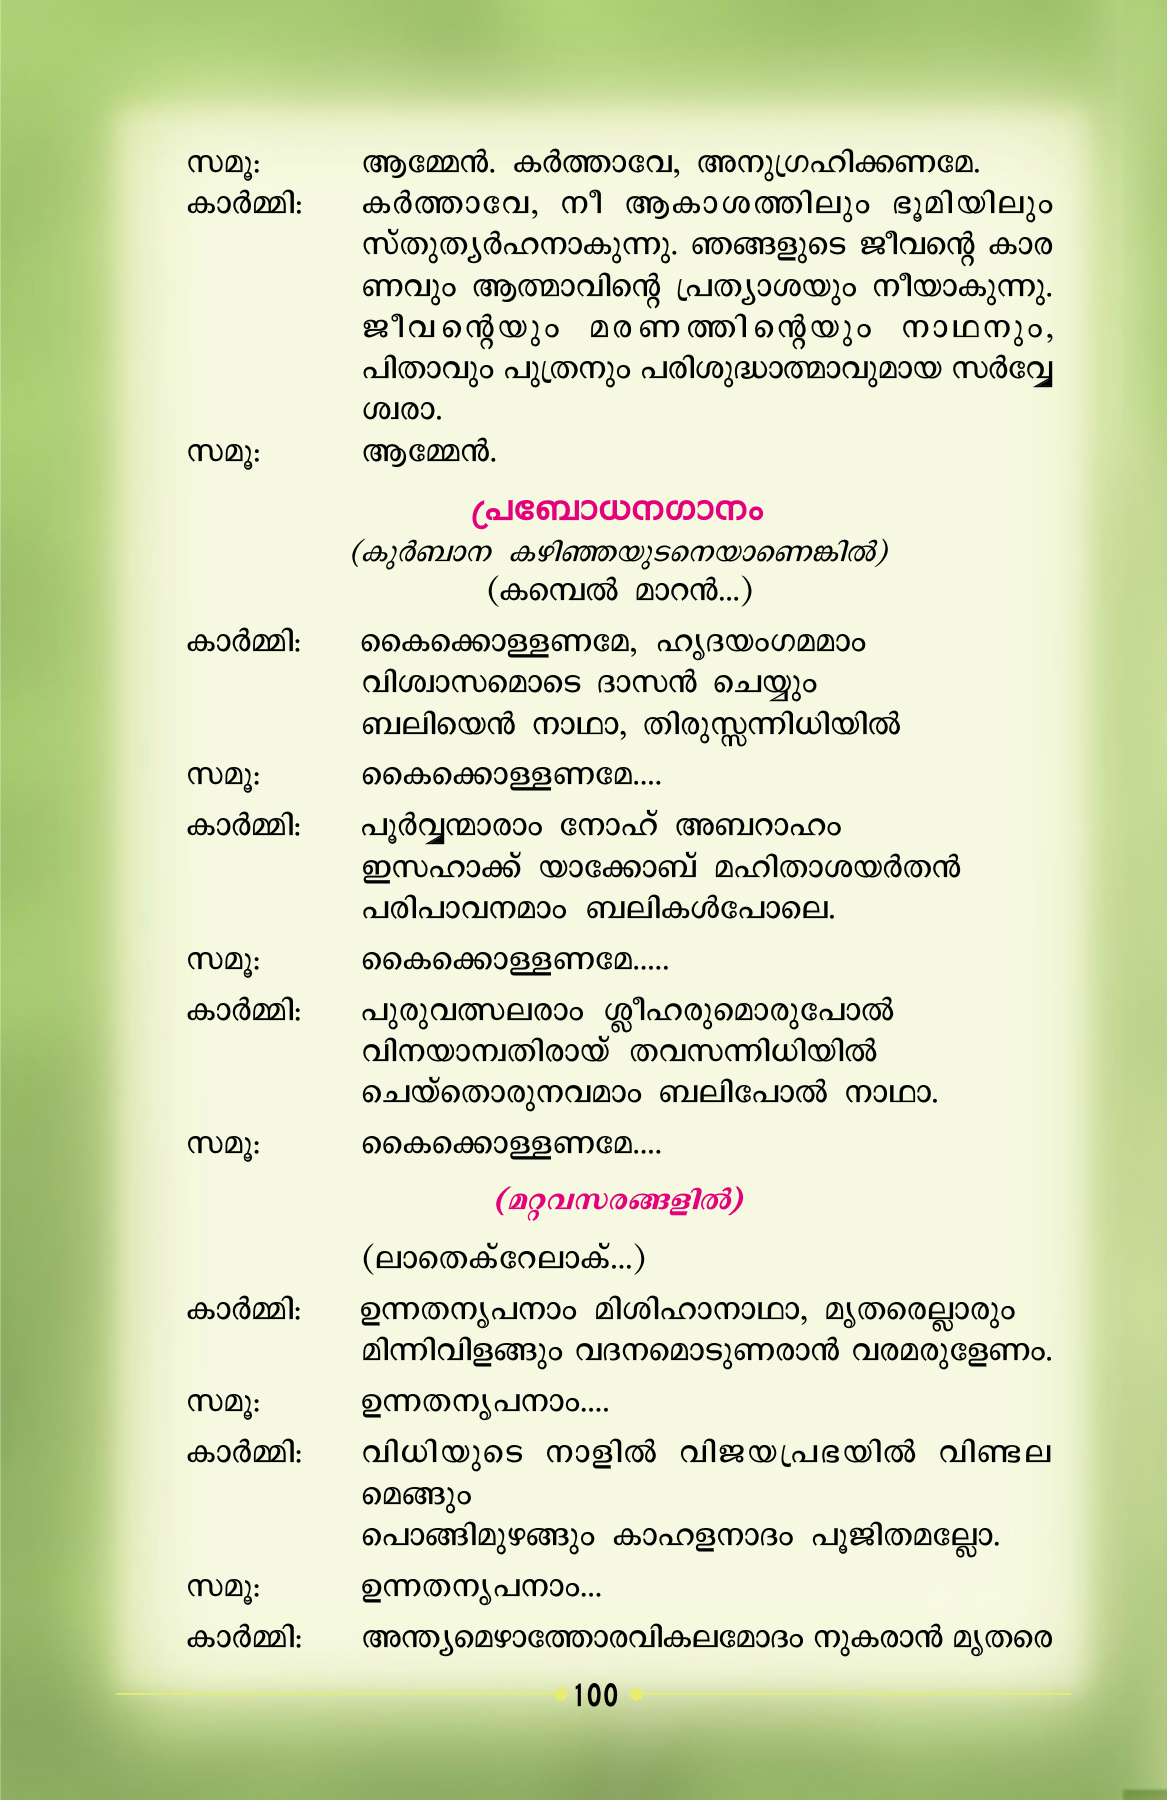 സമൂ: ആമ്മേൻ. കർത്താവേ, അനുഗ്രഹിക്കണമേ.
കാർമ്മി: കർത്താവേ, നീ ആകാശത്തിലും ഭൂമിയിലും
സ്തുത്യർഹനാകുന്നു. ഞങ്ങളുടെ ജീവന്റെ കാര
ണവും ആത്മാവിന്റെ പ്രത്യാശയും നീയാകുന്നു.
ജീവന്റെയും മരണത്തിന്റെയും നാഥനും,
പിതാവും പുത്രനും പരിശുദ്ധാത്മാവുമായ സർവ്വേ
ശ്വരാ.
സമൂ: ആമ്മേൻ.
പ്രബോധനഗാനം
(കുർബാന കഴിഞ്ഞയുടനെയാണെങ്കിൽ)
(കമ്പെൽ മാറൻ...)
കാർമ്മി: കൈക്കൊള്ളണമേ, ഹൃദയംഗമമാം
വിശ്വാസമൊടെ ദാസൻ ചെയ്യും
ബലിയെൻ നാഥാ, തിരുസ്സന്നിധിയിൽ
സമൂ: കൈക്കൊള്ളണമേ....
കാർമ്മി: പൂർവ്വന്മാരാം നോഹ് അബറാഹം
ഇസഹാക്ക് യാക്കോബ് മഹിതാശയർതൻ
പരിപാവനമാം ബലികൾപോലെ.
സമൂ: കൈക്കൊള്ളണമേ.....
കാർമ്മി: പുരുവത്സലരാം ശ്ലീഹരുമൊരുപോൽ
വിനയാമ്പതിരായ് തവസന്നിധിയിൽ
ചെയ്തൊരുനവമാം ബലിപോൽ നാഥാ.
സമൂ: കൈക്കൊള്ളണമേ....
(മറ്റവസരങ്ങളിൽ)
(ലാതെക്റേലാക്...)
കാർമ്മി: ഉന്നതനൃപനാം മിശിഹാനാഥാ, മൃതരെല്ലാരും
മിന്നിവിളങ്ങും വദനമൊടുണരാൻ വരമരുളേണം.
സമൂ: ഉന്നതനൃപനാം....
കാർമ്മി: വിധിയുടെ നാളിൽ വിജയപ്രഭയിൽ വിണ്ടല
മെങ്ങും
പൊങ്ങിമുഴങ്ങും കാഹളനാദം പൂജിതമല്ലോ.
സമൂ: ഉന്നതനൃപനാം...
കാർമ്മി: അന്ത്യമെഴാത്തോരവികലമോദം നുകരാൻ മൃതരെ
100